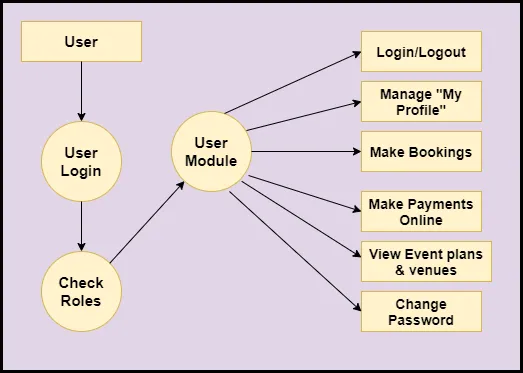 User
User
Login
Check
Roles
User
Module
Login/Logout
Manage "My
Profile"
Make Bookings
Make Payments
Online
View Event plans
& venues
Change
Password